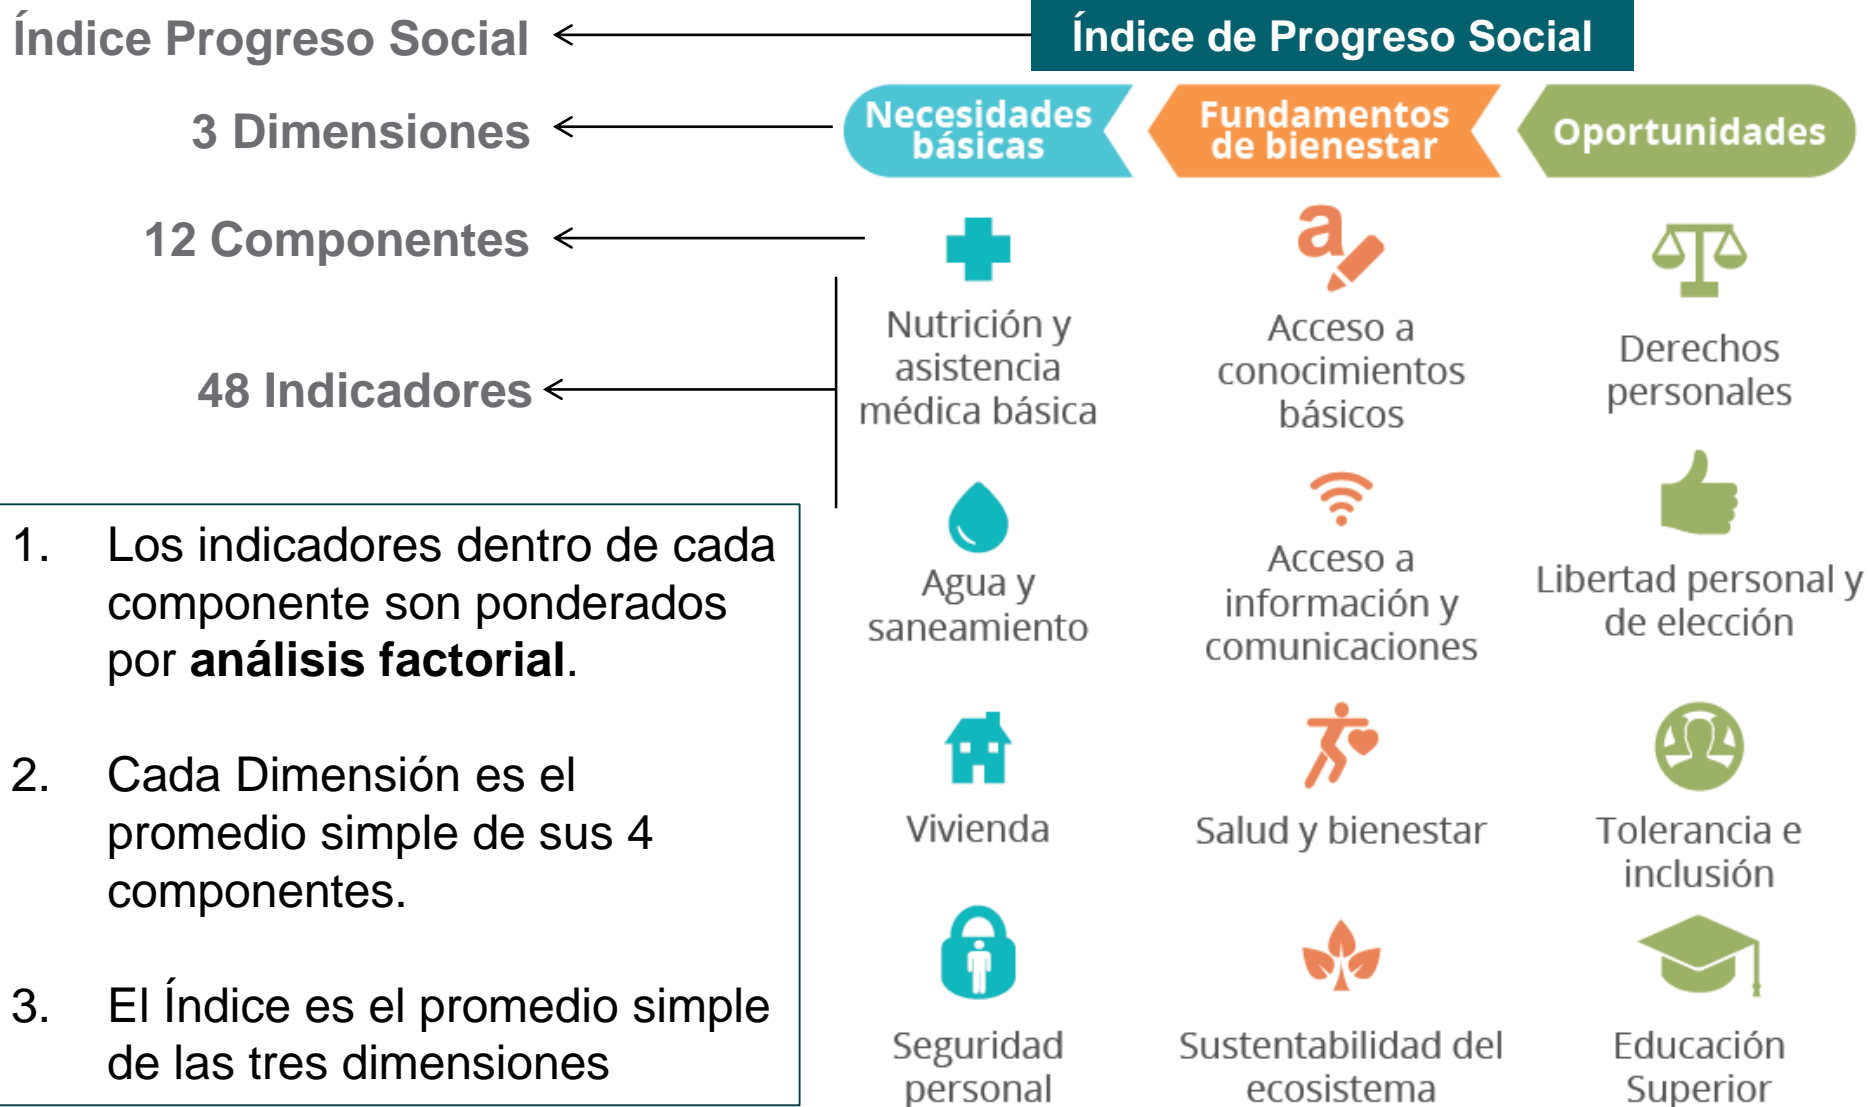 Índice Progreso Social
Índice de Progreso Social
3 Dimensiones
Necesidades
básicas
Fundamentos
de bienestar
Oportunidades
12 Componentes
48 Indicadores
Nutrición y
asistencia
médica básica
Agua y
saneamiento
Vivienda
Seguridad
personal
a
Acceso a
conocimientos
básicos
Acceso a
información y
comunicaciones
Salud y bienestar
Sustentabilidad del
ecosistema
Derechos
personales
Libertad personal y
de elección
Tolerancia e
inclusión
Educación
Superior
1. Los indicadores dentro de cada
componente son ponderados
por análisis factorial.
2. Cada Dimensión es el
promedio simple de sus 4
componentes.
3. El Índice es el promedio simple
de las tres dimensiones